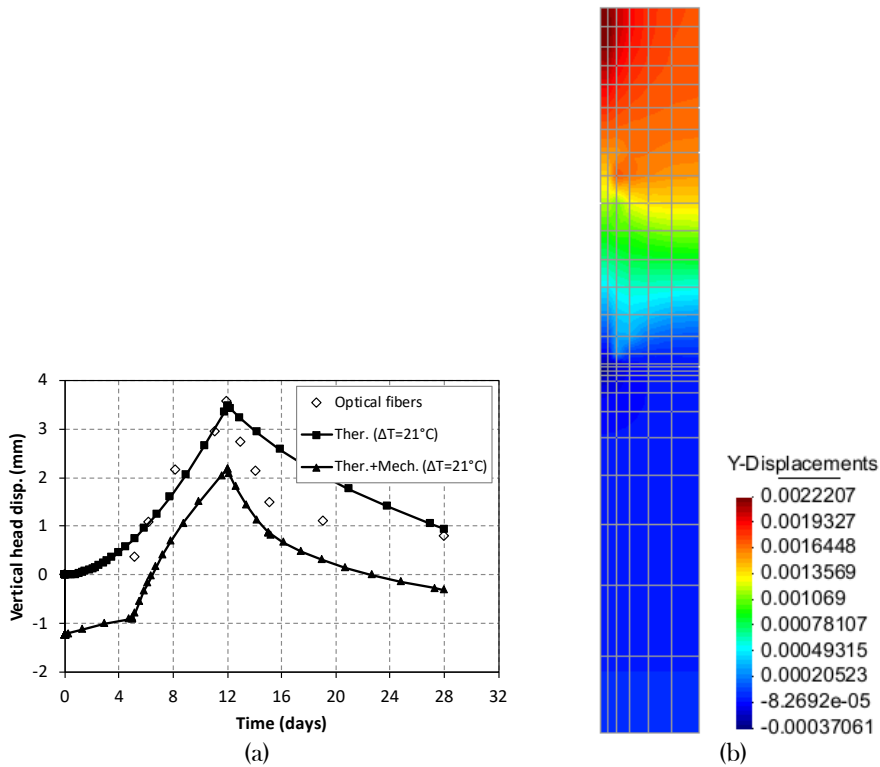 4
3
2
1
0
-1
-2
Vertical head disp. (mm)
0 4 8 12 16 20 24 28 32
Time (days)
Optical fibers
Ther. (ΔT=21°C)
Ther.+Mech. (ΔT=21°C)
(a)
Y-Displacements
0.0022207
0.0019327
0.0016448
0.0013569
0.001069
0.00078107
0.00049315
0.00020523
-8.2692e-05
-0.00037061
(b)